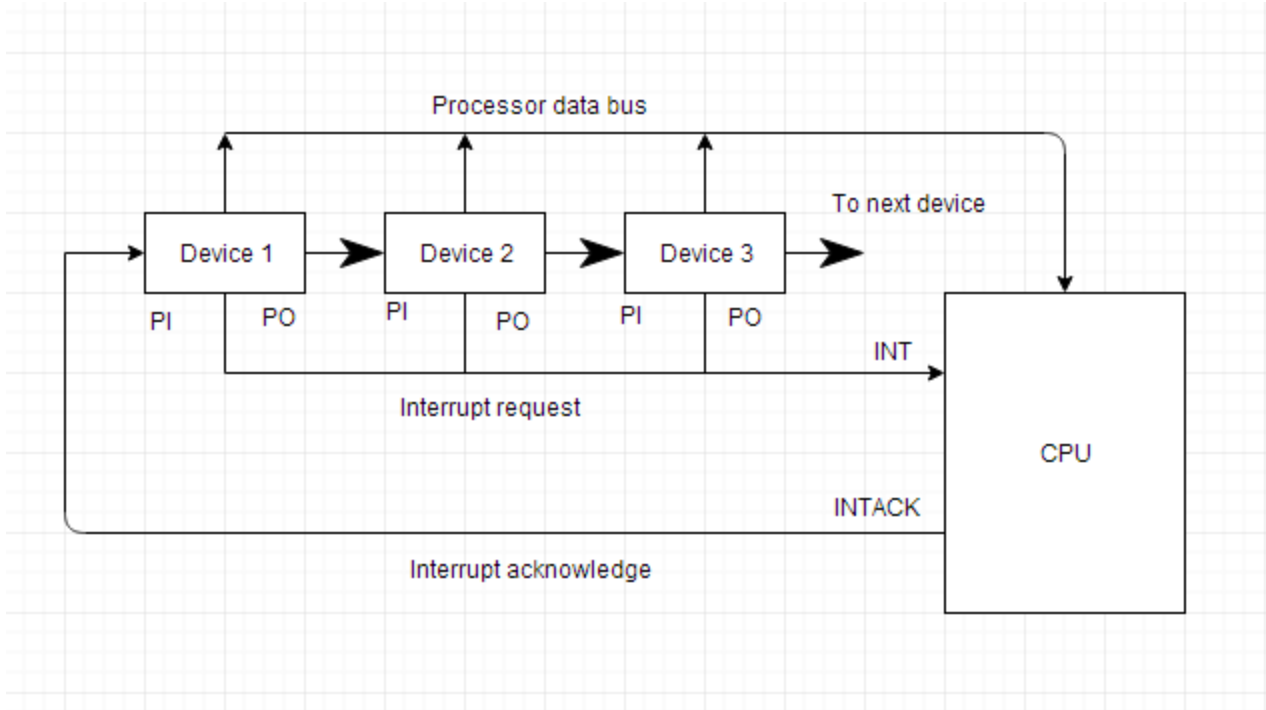 Processor data bus
To next device
Device 1
Device 2
Device 3
PI
PO
PI
PO
PI
PO
INT
Interrupt request
CPU
INTACK
Interrupt acknowledge